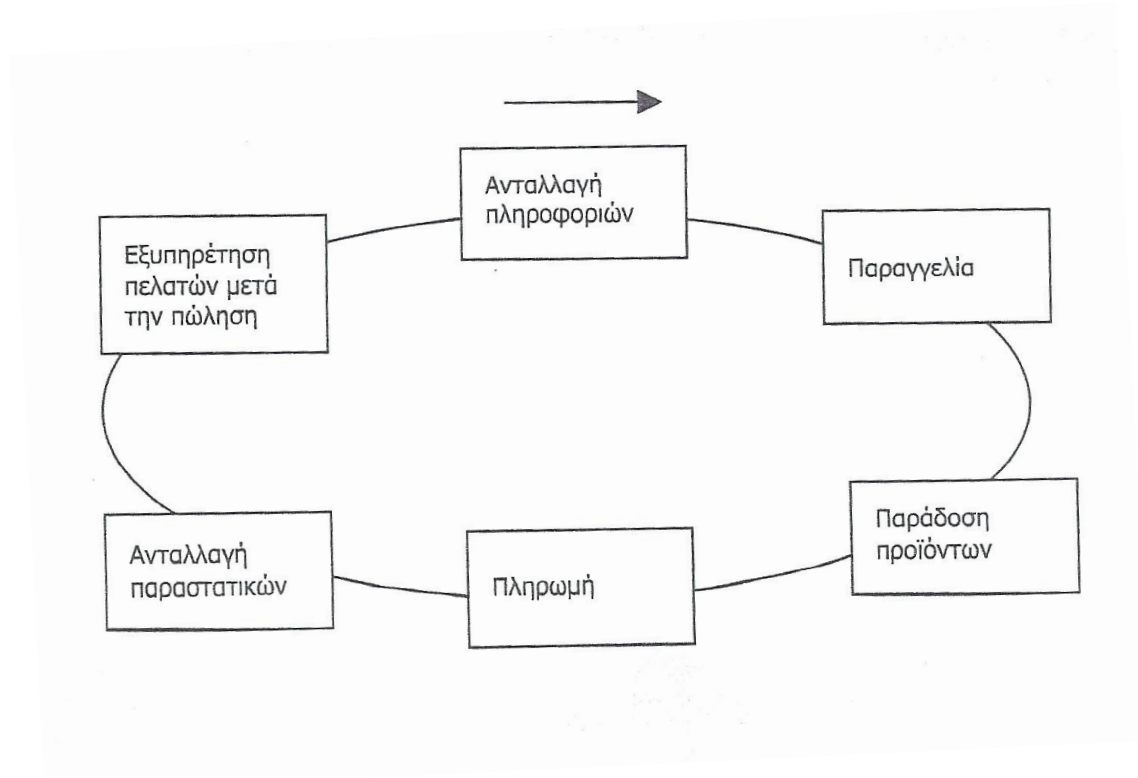 Ανταλλαγή
πληροφοριών
Παραγγελία
Παράδοση
προϊόντων
Πληρωμή
Ανταλλαγή
παραστατικών
Εξυπηρέτηση
πελατών μετά
την πώληση